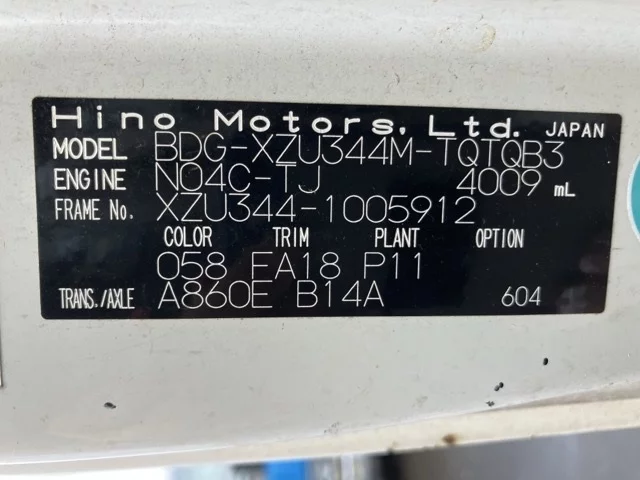 Hino Motors, Ltd. JAPAN
MODEL BDG-XZU344M-TQTQB3
ENGINE N04C-TJ 4009 mL
FRAME No. XZU344-1005912
COLOR TRIM PLANT OPTION
058 FA18 P11
TRANS./AXLE A860E B14A 604